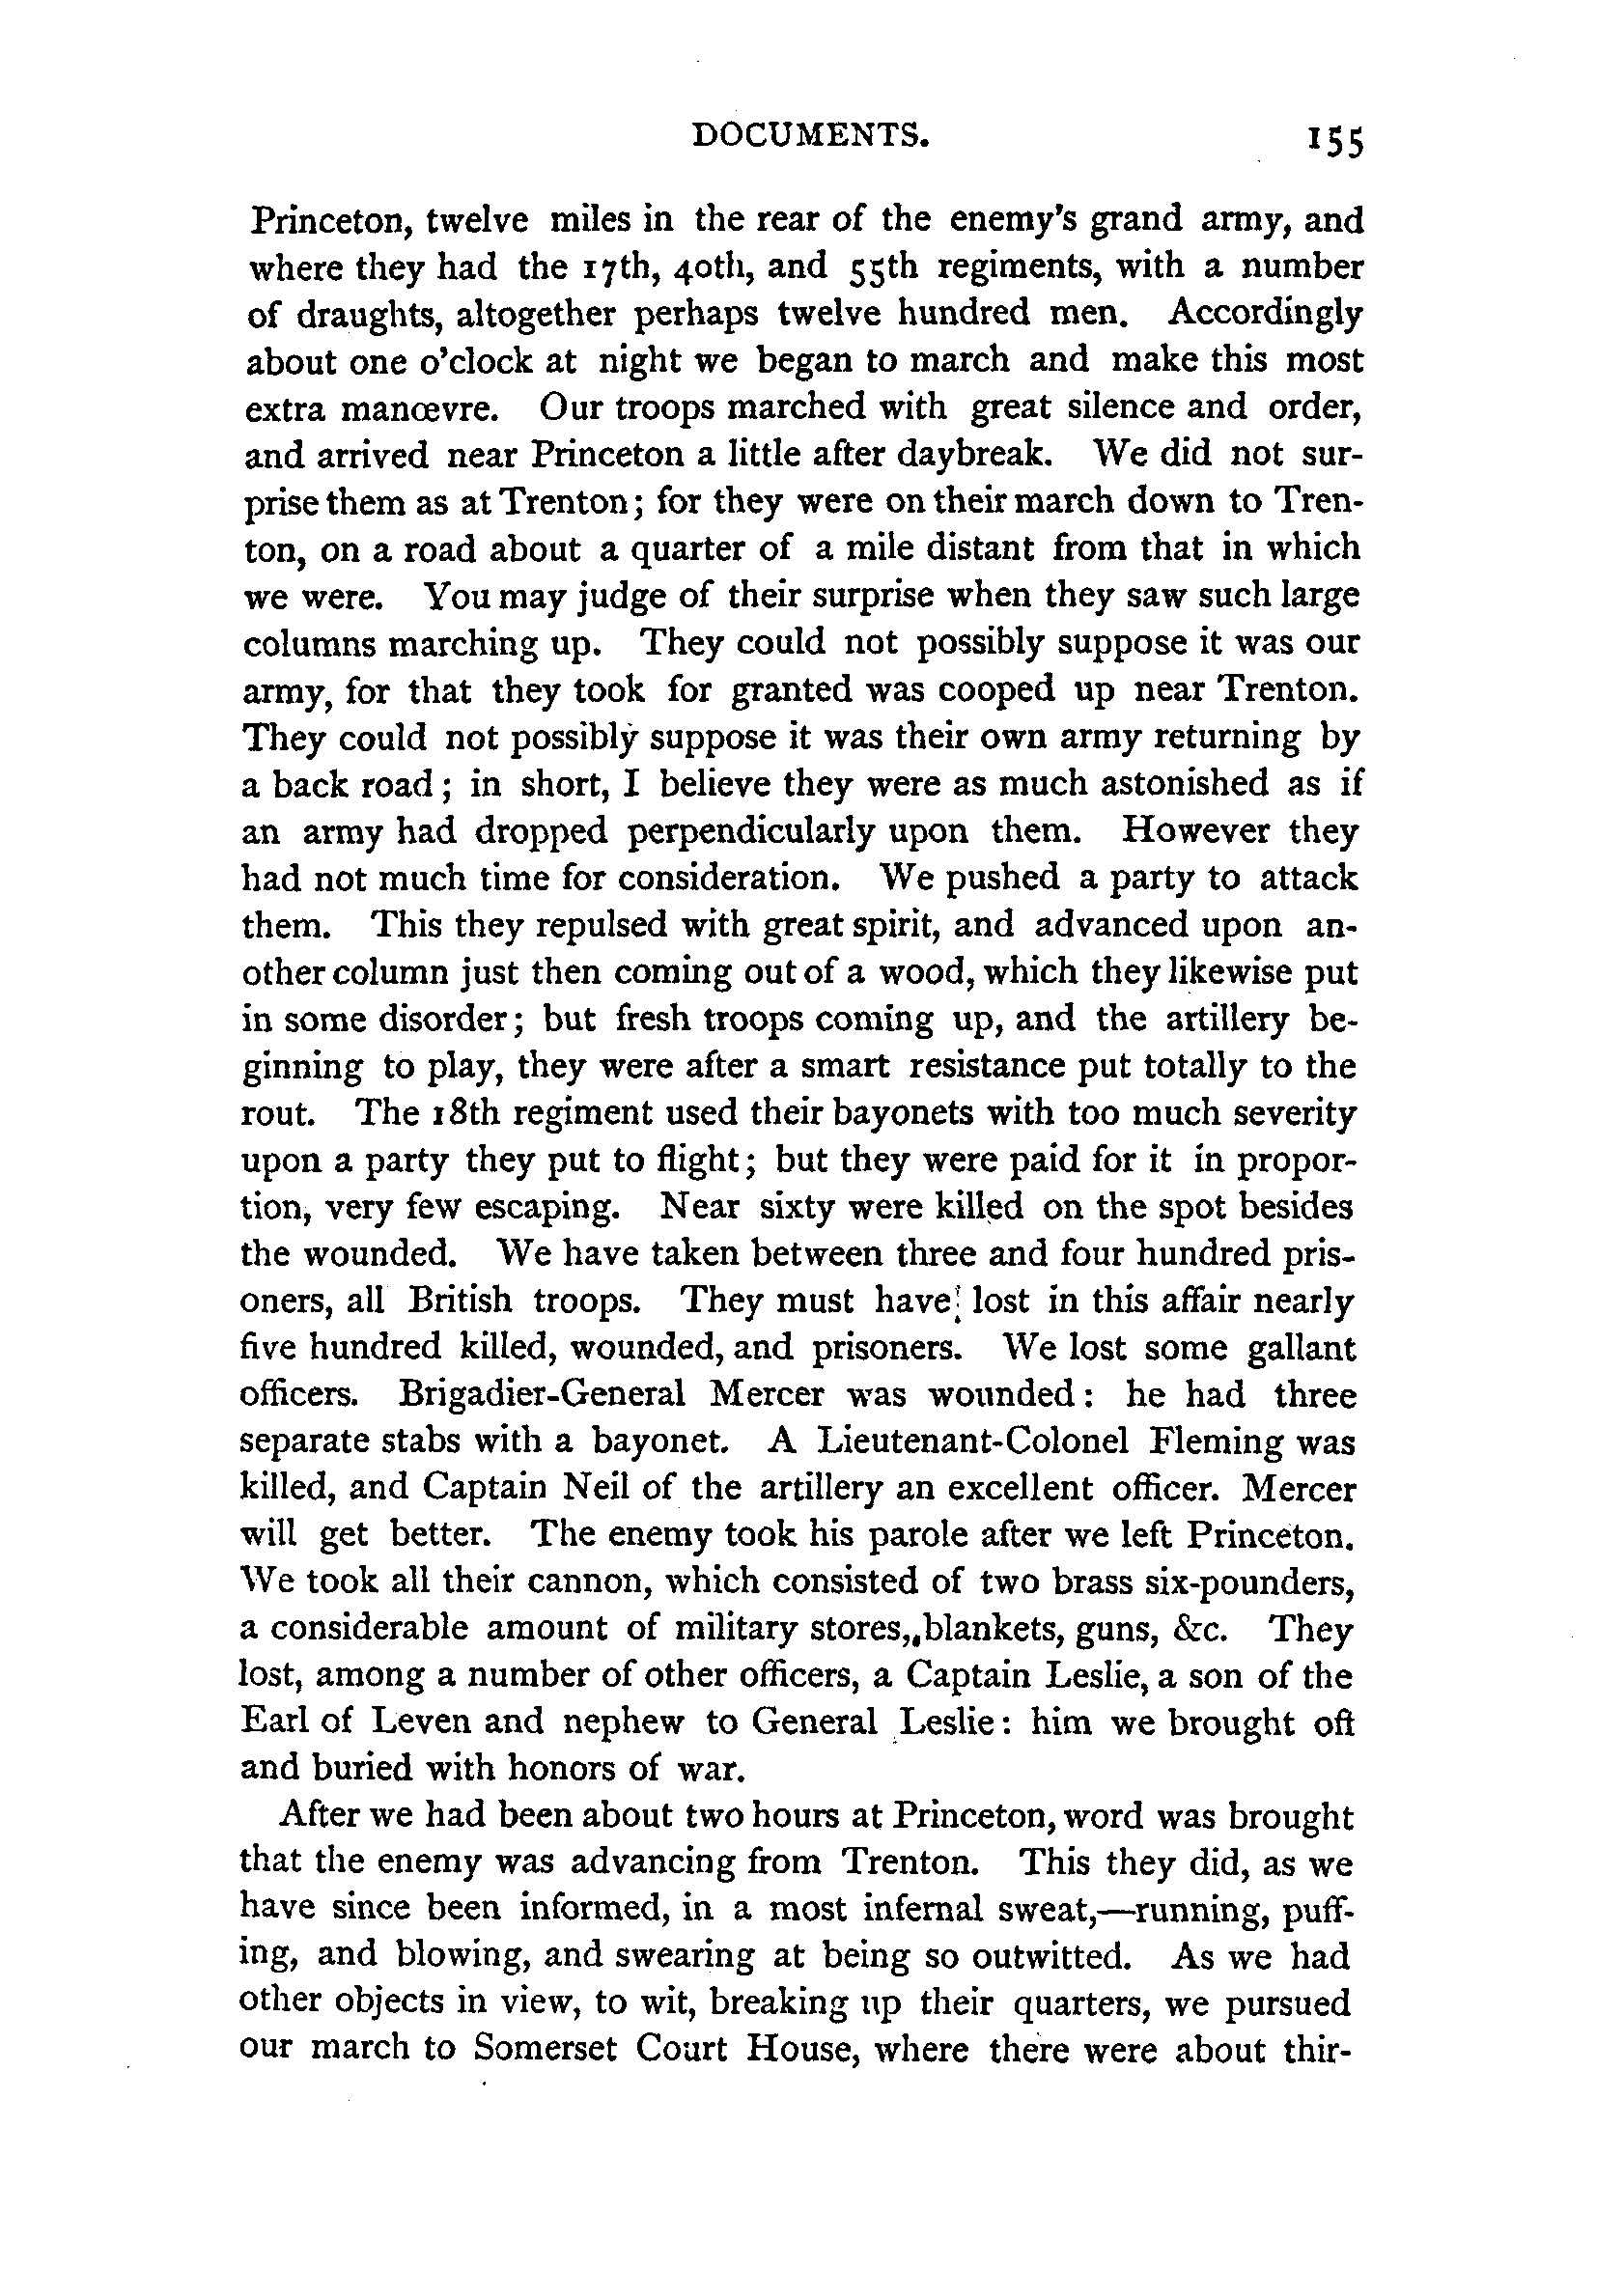 DOCUMENTS. 155
Princeton, twelve miles in the rear of the enemy's grand army, and
where they had the 17th, 40th, and 55th regiments, with a number
of draughts, altogether perhaps twelve hundred men. Accordingly
about one o'clock at night we began to march and make this most
extra manœvre. Our troops marched with great silence and order,
and arrived near Princeton a little after daybreak. We did not sur-
prise them as at Trenton; for they were on their march down to Tren-
ton, on a road about a quarter of a mile distant from that in which
we were. You may judge of their surprise when they saw such large
columns marching up. They could not possibly suppose it was our
army, for that they took for granted was cooped up near Trenton.
They could not possibly suppose it was their own army returning by
a back road; in short, I believe they were as much astonished as if
an army had dropped perpendicularly upon them. However they
had not much time for consideration. We pushed a party to attack
them. This they repulsed with great spirit, and advanced upon an-
other column just then coming out of a wood, which they likewise put
in some disorder; but fresh troops coming up, and the artillery be-
ginning to play, they were after a smart resistance put totally to the
rout. The 18th regiment used their bayonets with too much severity
upon a party they put to flight; but they were paid for it in propor-
tion, very few escaping. Near sixty were killed on the spot besides
the wounded. We have taken between three and four hundred pris-
oners, all British troops. They must have lost in this affair nearly
five hundred killed, wounded, and prisoners. We lost some gallant
officers. Brigadier-General Mercer was wounded: he had three
separate stabs with a bayonet. A Lieutenant-Colonel Fleming was
killed, and Captain Neil of the artillery an excellent officer. Mercer
will get better. The enemy took his parole after we left Princeton.
We took all their cannon, which consisted of two brass six-pounders,
a considerable amount of military stores, blankets, guns, &c. They
lost, among a number of other officers, a Captain Leslie, a son of the
Earl of Leven and nephew to General Leslie: him we brought off
and buried with honors of war.
After we had been about two hours at Princeton, word was brought
that the enemy was advancing from Trenton. This they did, as we
have since been informed, in a most infernal sweat,—running, puff-
ing, and blowing, and swearing at being so outwitted. As we had
other objects in view, to wit, breaking up their quarters, we pursued
our march to Somerset Court House, where there were about thir-